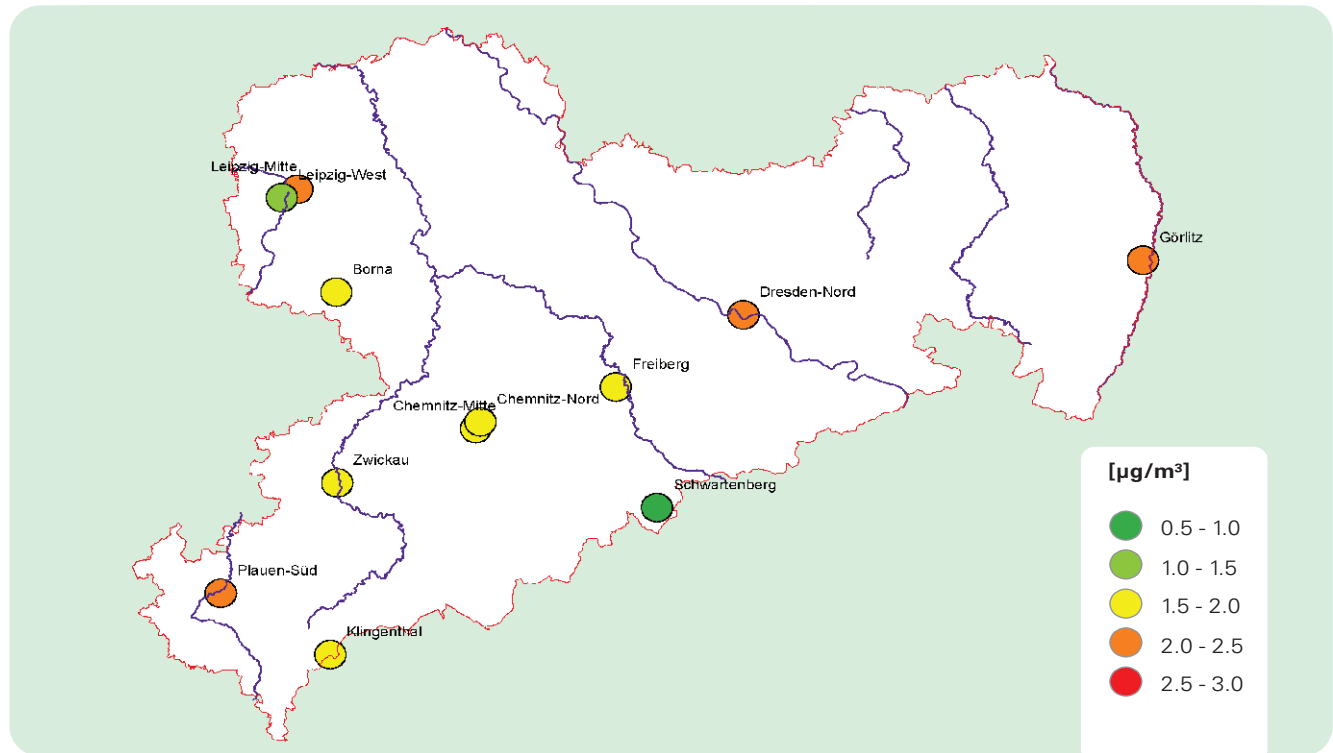 Leipzig-Mitte
Leipzig-West
Borna
Görlitz
Dresden-Nord
Freiberg
Chemnitz-Mitte
Chemnitz-Nord
Zwickau
Schwartenberg
Plauen-Süd
Klingenthal
[µg/m³]
0.5 - 1.0
1.0 - 1.5
1.5 - 2.0
2.0 - 2.5
2.5 - 3.0